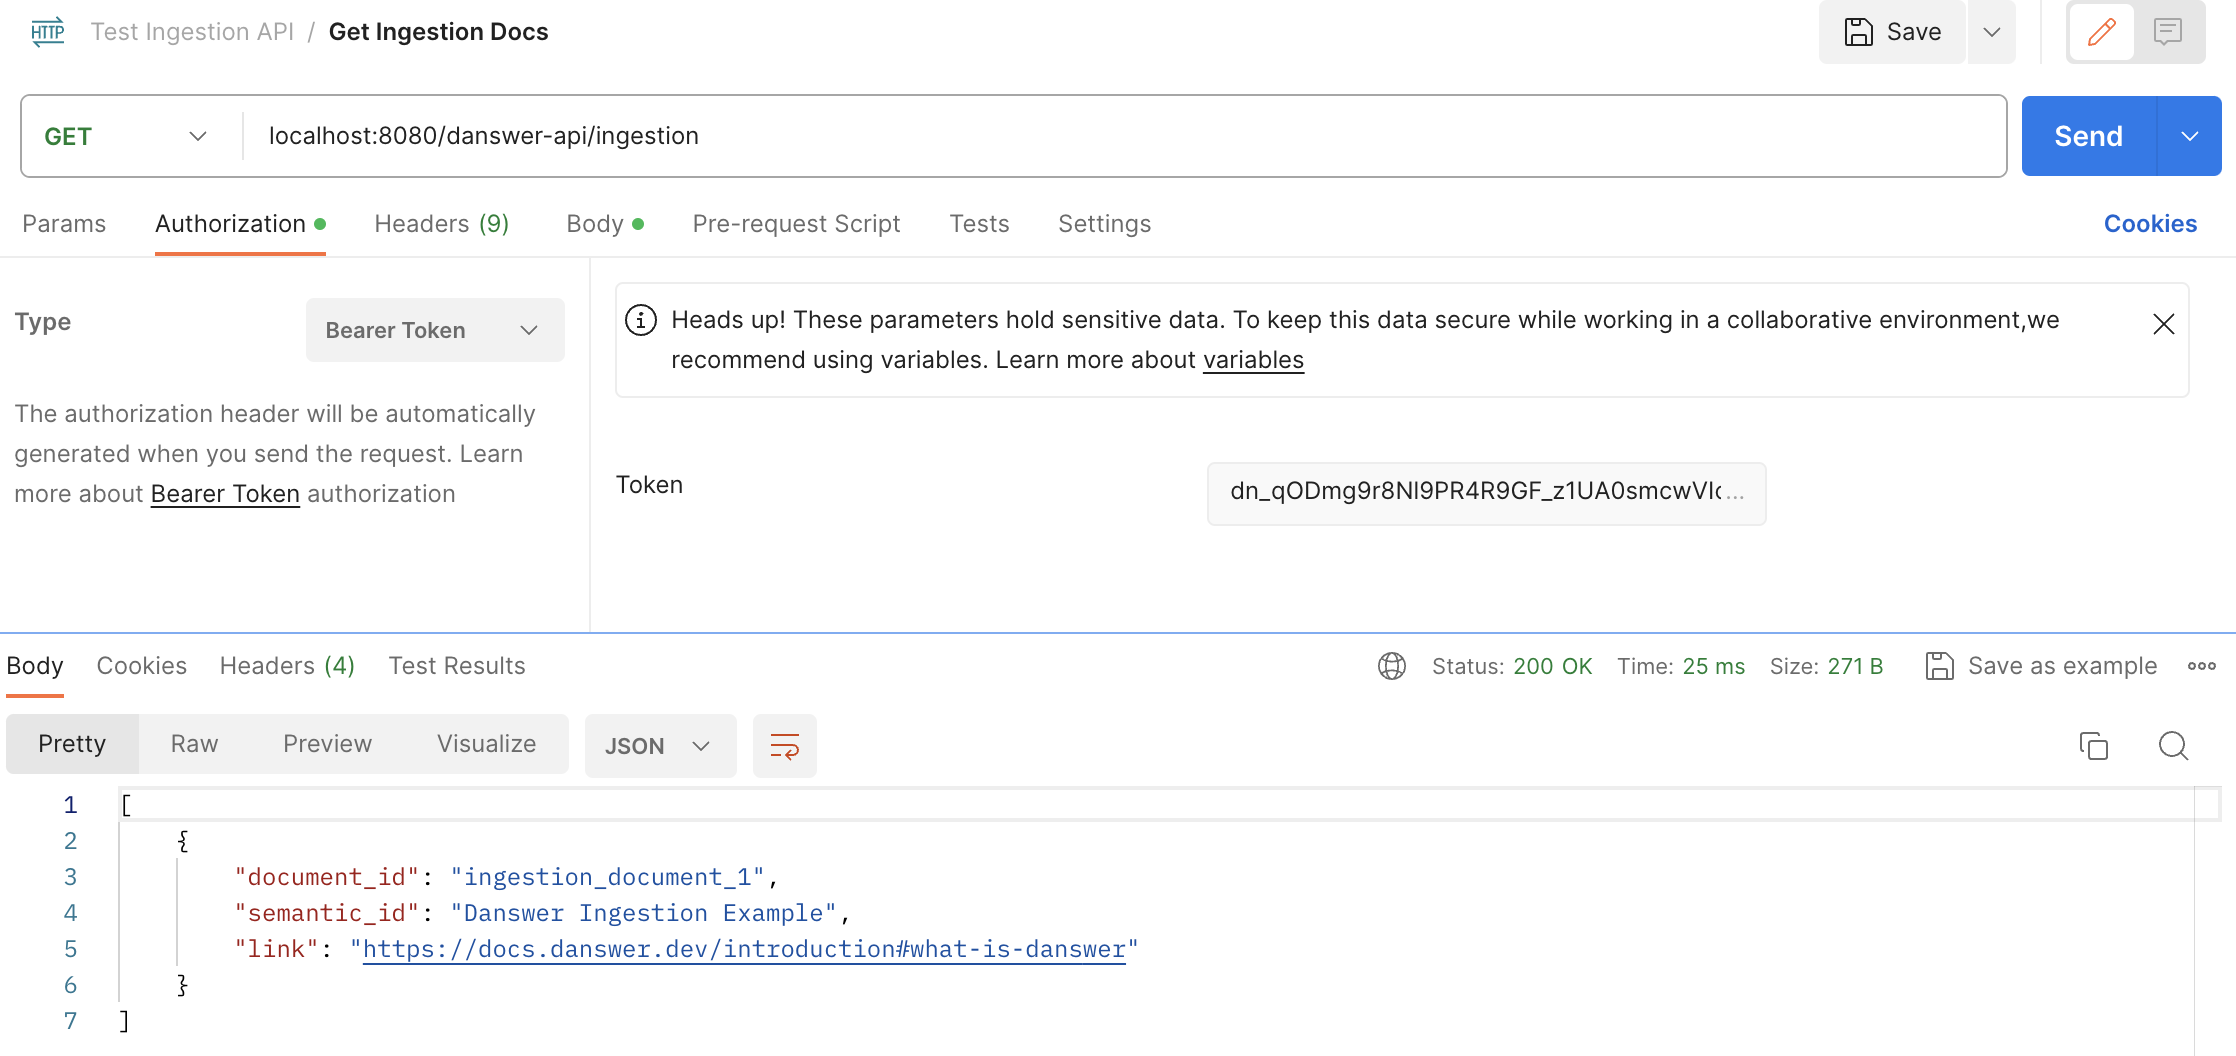 HTTP Test Ingestion API / Get Ingestion Docs
Save
GET localhost:8080/danswer-api/ingestion
Send
Params Authorization Headers (9) Body Pre-request Script Tests Settings Cookies
Type Bearer Token
The authorization header will be automatically
generated when you send the request. Learn
more about Bearer Token authorization
Heads up! These parameters hold sensitive data. To keep this data secure while working in a collaborative environment,we
recommend using variables. Learn more about variables
Token
Body Cookies Headers (4) Test Results
Status: 200 OK Time: 25 ms Size: 271 B Save as example
Pretty Raw Preview Visualize JSON
1 [
2 {
3 "document_id": "ingestion_document_1",
4 "semantic_id": "Danswer Ingestion Example",
5 "link": "https://docs.danswer.dev/introduction#what-is-danswer"
6 }
7 ]